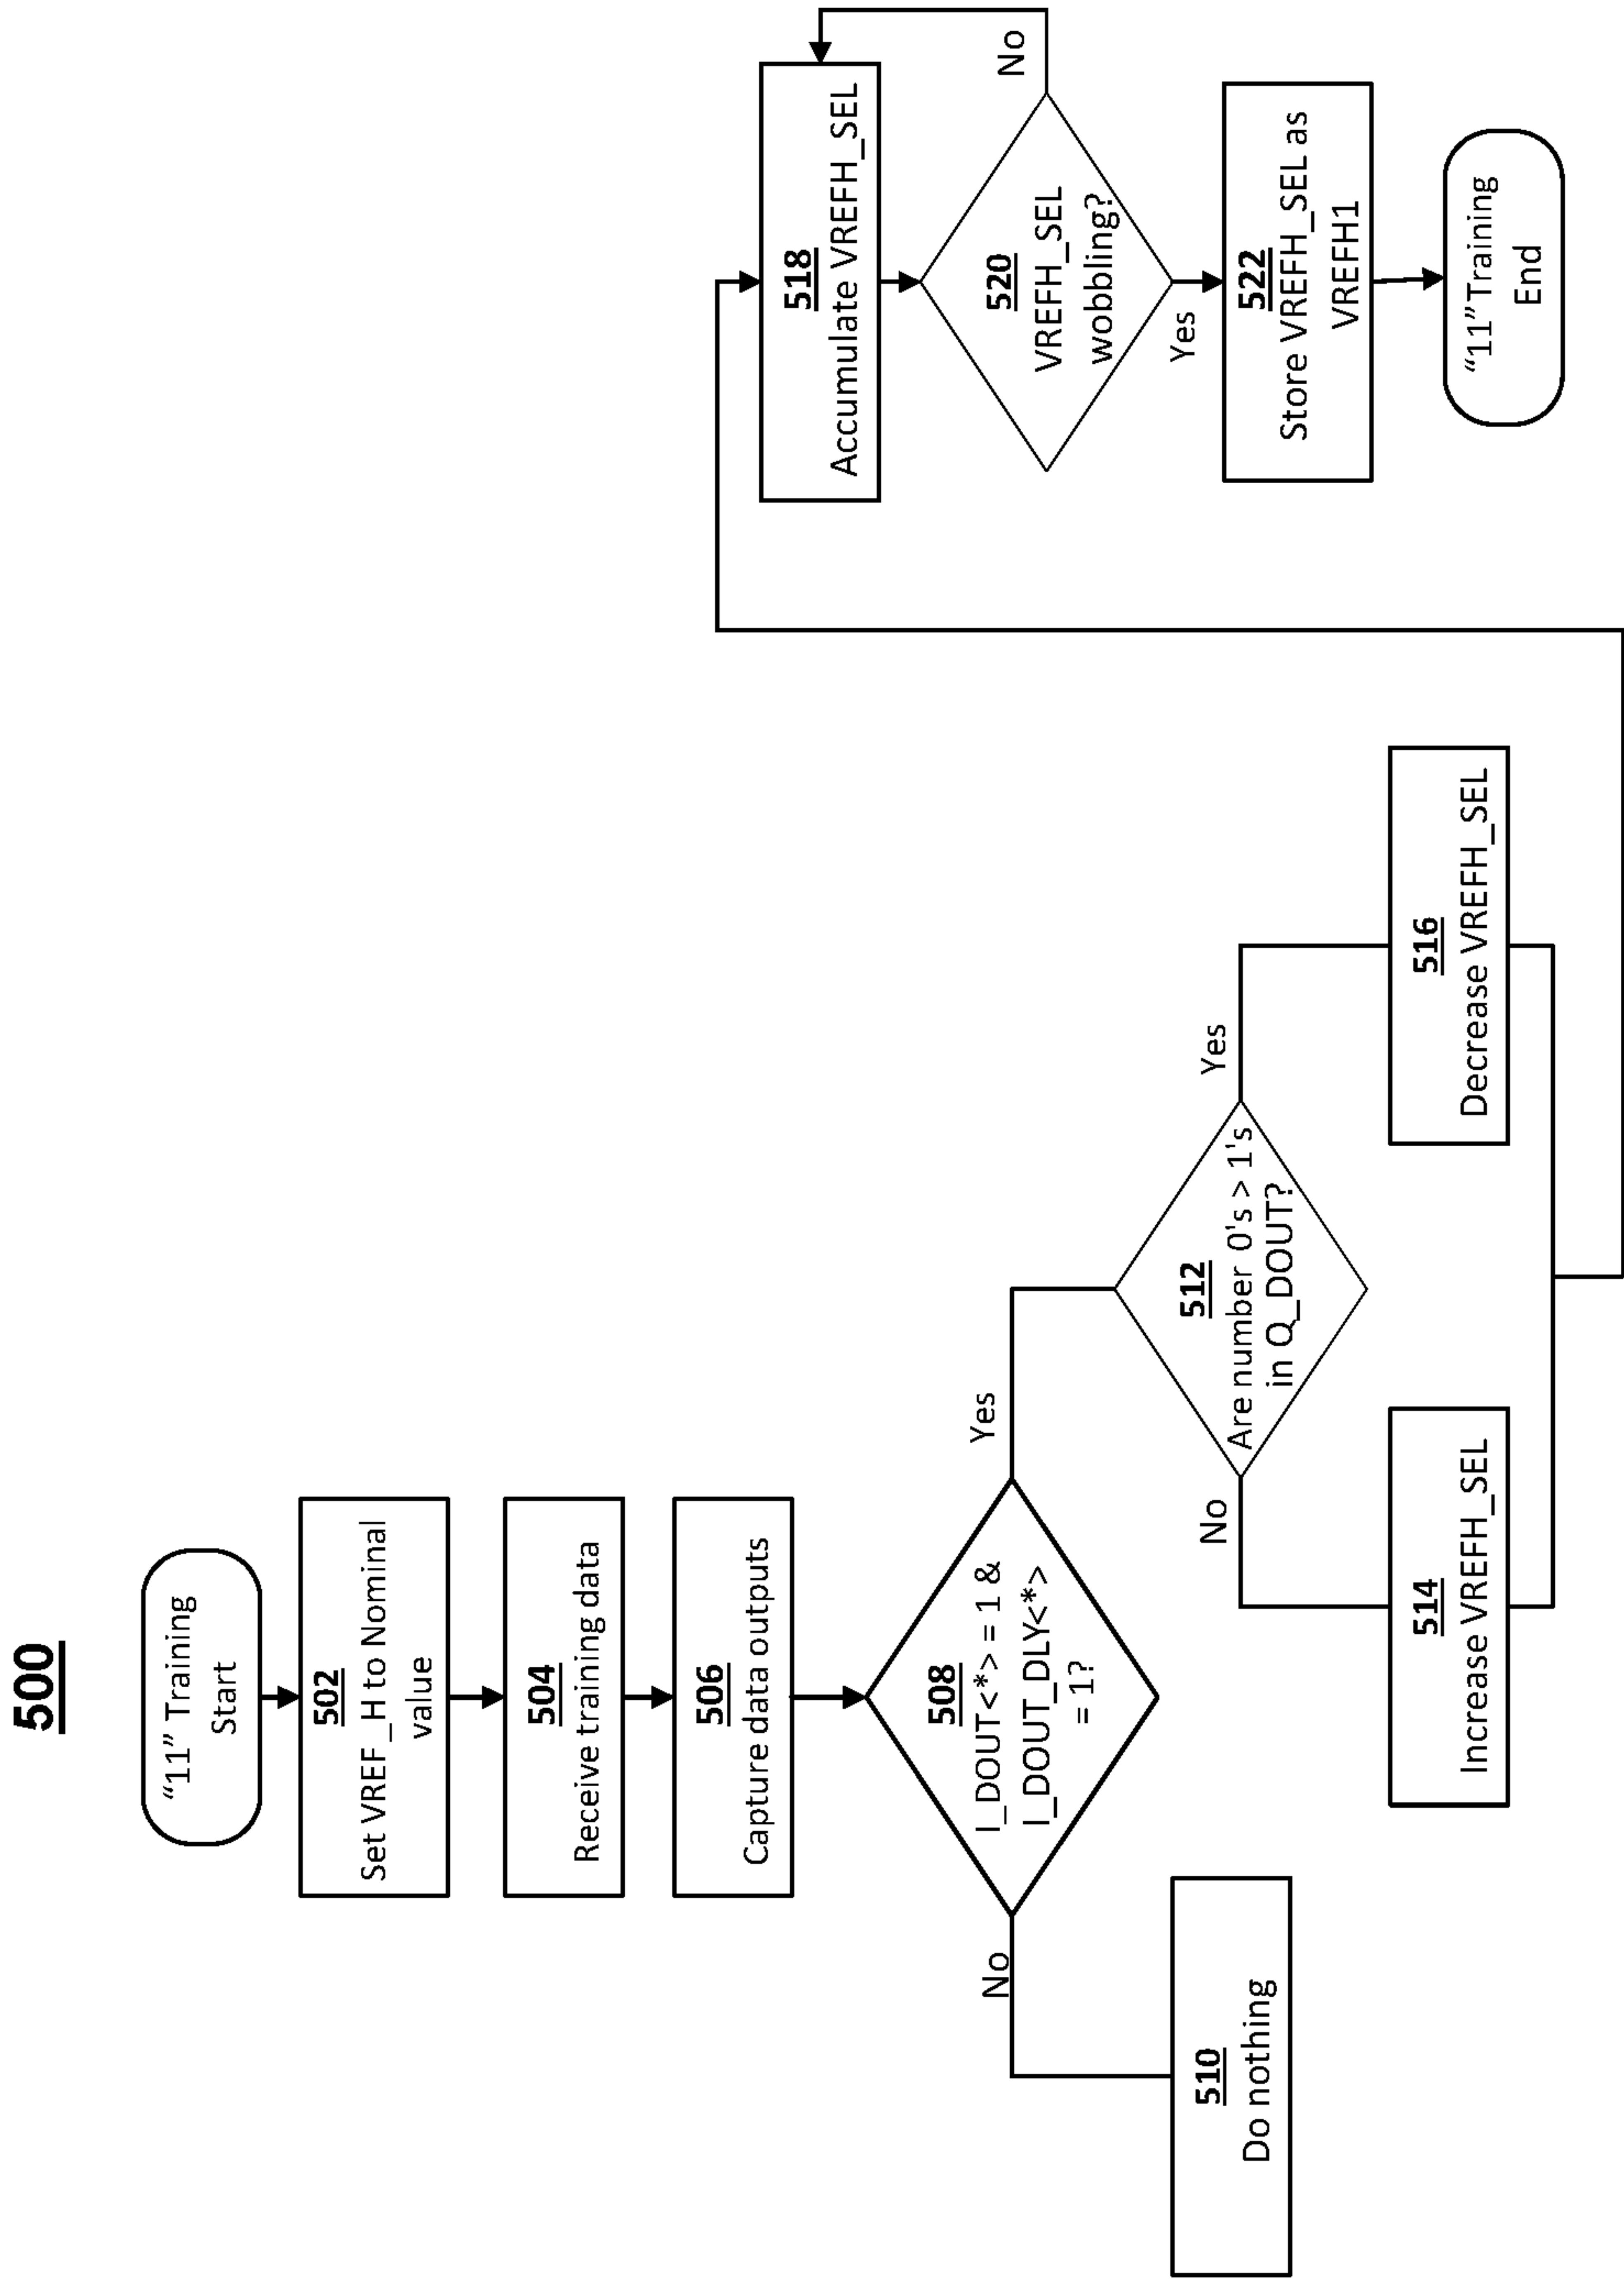 500
“11” Training
Start
502
Set VREF_H to Nominal
value
504
Receive training data
506
Capture data outputs
508
I_DOUT<*> = 1 &
I_DOUT_DLY<*>
= 1?
No
Yes
510
Do nothing
512
Are number 0's > 1's
in Q_DOUT?
No
Yes
514
Increase VREFH_SEL
516
Decrease VREFH_SEL
518
Accumulate VREFH_SEL
520
VREFH_SEL
wobbling?
No
Yes
522
Store VREFH_SEL as
VREFH1
“11”Training
End